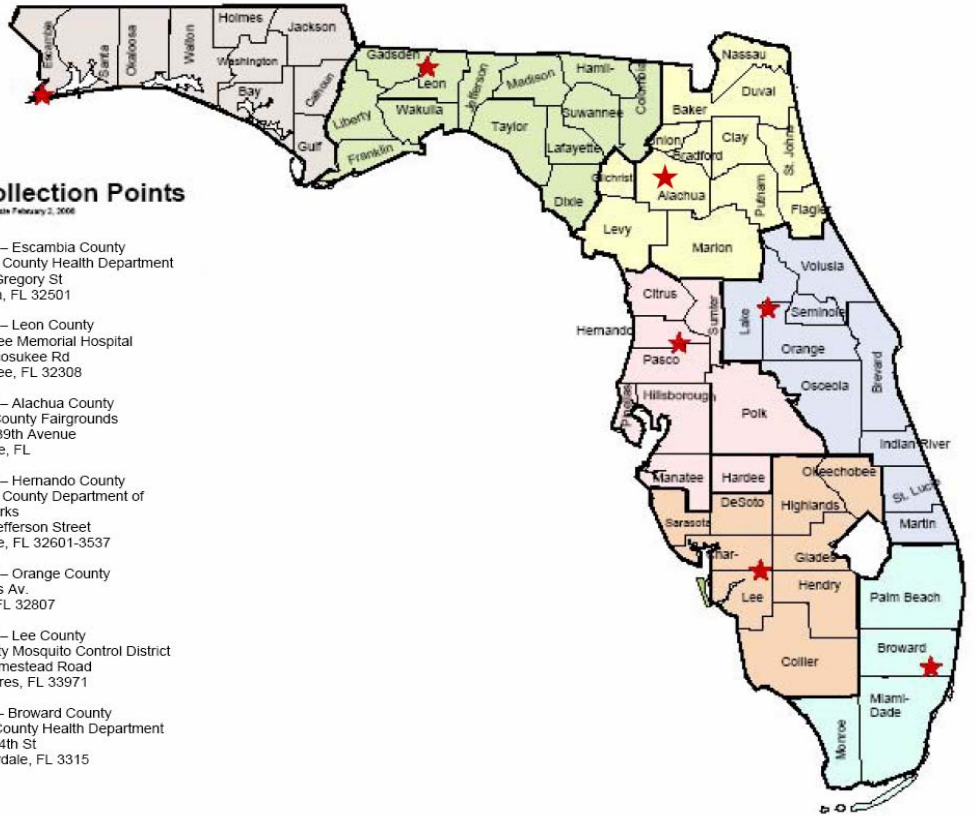 Holmes
Jackson
Escambia
Santa
Okaloosa
Walton
Washington
Bay
Calhoun
Gulf
Gadsden
Leon
Jefferson
Madison
Hamil-
Columbia
Liberty
Wakulla
Taylor
Suwannee
Lafayette
Franklin
Dixie
Nassau
Duval
Baker
Union
Clay
Bradford
St. Johns
Gilchrist
Alachua
Putnam
Flagler
Levy
Marion
ollection Points
ate February 2, 2006
– Escambia County
County Health Department
Gregory St
, FL 32501
– Leon County
ee Memorial Hospital
cosukee Rd
ee, FL 32308
– Alachua County
County Fairgrounds
39th Avenue
e, FL
– Hernando County
County Department of
rks
efferson Street
e, FL 32601-3537
– Orange County
s Av.
FL 32807
– Lee County
ty Mosquito Control District
mestead Road
res, FL 33971
– Broward County
County Health Department
4th St
rdale, FL 3315
Volusia
Citrus
Sumter
Lake
Seminole
Hernando
Orange
Pasco
Brevard
Osceola
Hillsborough
Pinellas
Polk
Indian River
Okeechobee
Manatee
Hardee
St. Lucie
DeSoto
Highlands
Sarasota
Martin
Char-
Glades
Hendry
Lee
Palm Beach
Collier
Broward
Miami-
Dade
Monroe